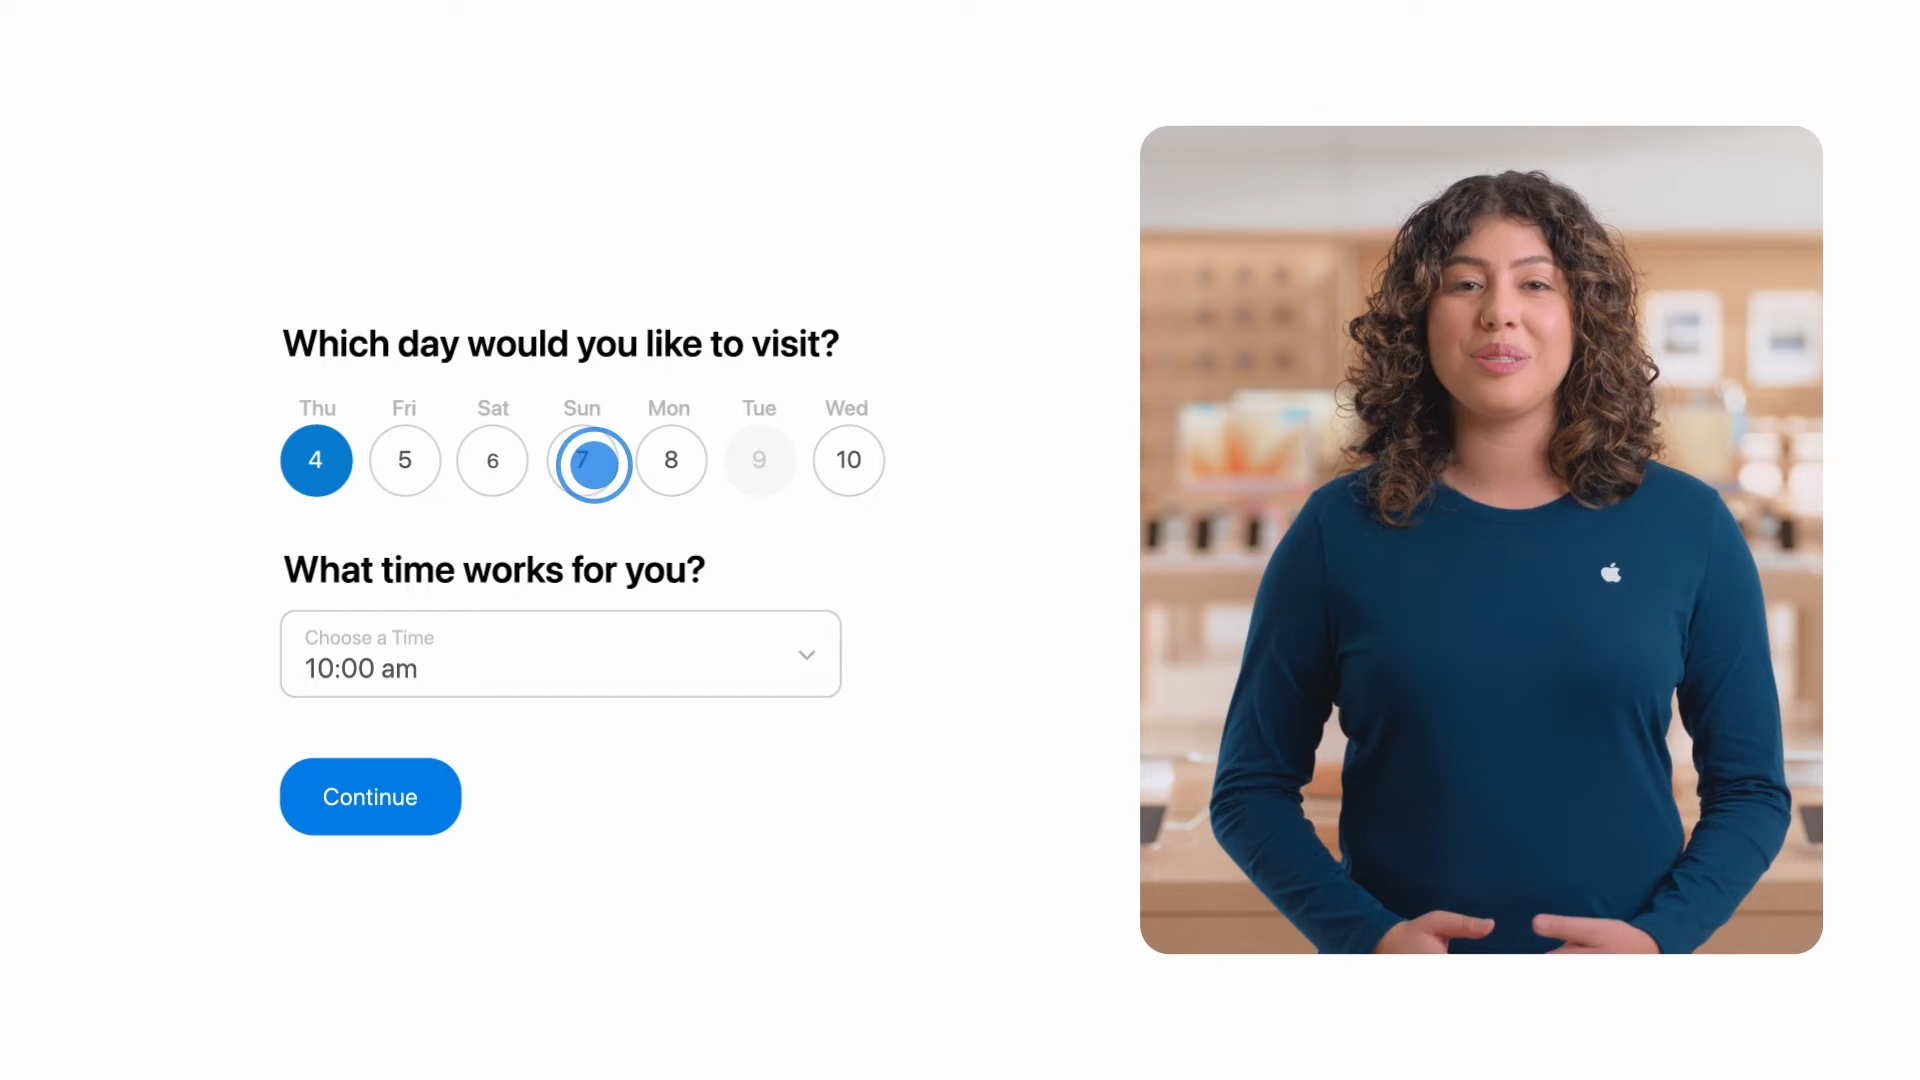 Which day would you like to visit?
Thu Fri Sat Sun Mon Tue Wed
4 5 6 7 8 9 10
What time works for you?
Choose a Time
10:00 am
Continue